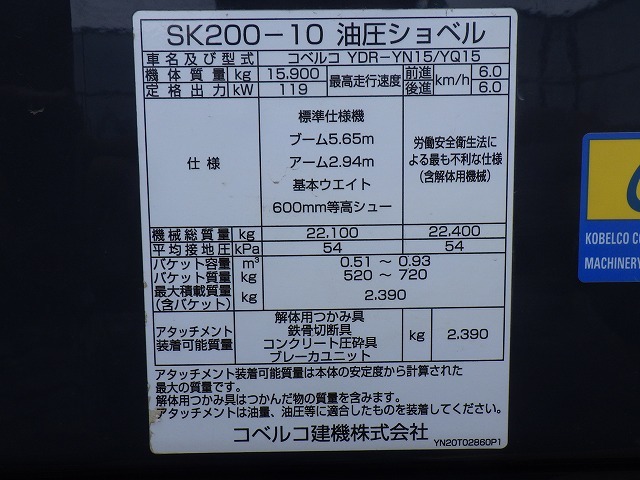 SK200-10 油圧ショベル
車名及び型式 コベルコ YDR-YN15/YQ15
機体質量 kg 15,900 最高走行速度 前進 km/h 6.0
定格出力 kW 119 後進 6.0
仕様
標準仕様機
ブーム5.65m
アーム2.94m
基本ウエイト
600mm等高シュー
労働安全衛生法に
よる最も不利な仕様
(含解体用機械)
機械総質量 kg 22,100 22,400
平均接地圧 kPa 54 54
バケット容量 m³ 0.51 ～ 0.93
バケット質量 kg 520 ～ 720
最大積載質量
(含バケット) kg 2,390
アタッチメント
装着可能質量
解体用つかみ具
鉄骨切断具
コンクリート圧砕具
ブレーカユニット
kg 2,390
アタッチメント装着可能質量は本体の安定度から計算された
最大の質量です。
解体用つかみ具はつかんだ物の質量を含みます。
アタッチメントは油量、油圧等に適合したものを装着してください。
コベルコ建機株式会社 YN20T02860P1
KOBELCO CO
MACHINERY